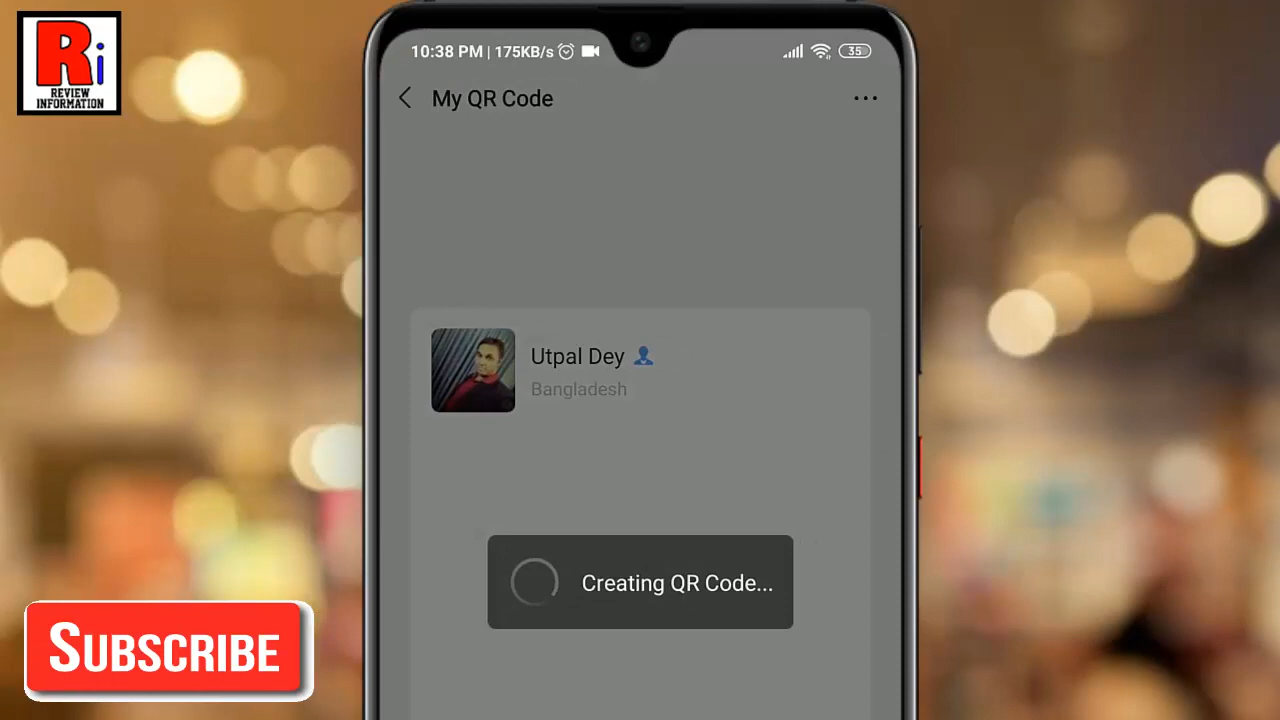 Ri
REVIEW
INFORMATION
10:38 PM | 175KB/s
35
My QR Code
Utpal Dey
Bangladesh
Creating QR Code...
SUBSCRIBE